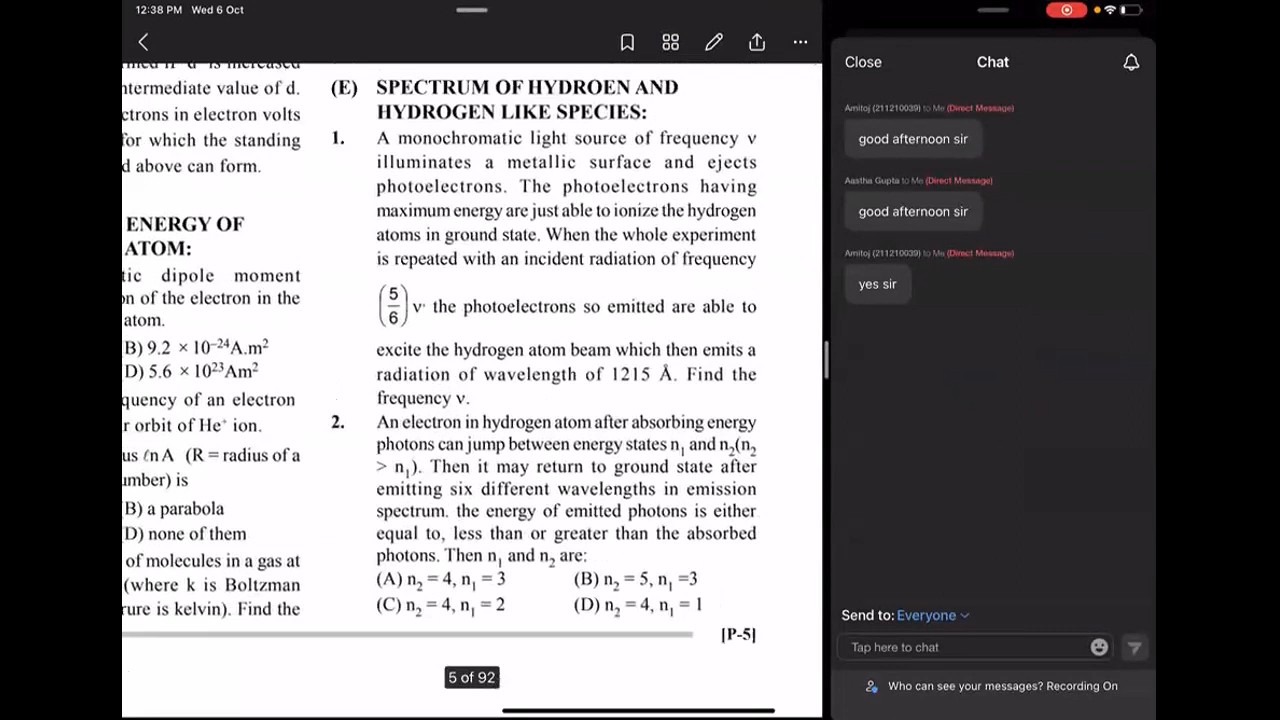 12:38 PM Wed 6 Oct
ntermediate value of d.
ctrons in electron volts
for which the standing
d above can form.
ENERGY OF
ATOM:
tic dipole moment
on of the electron in the
atom.
B) 9.2 × 10⁻²⁴A.m²
D) 5.6 × 10²³Am²
quency of an electron
r orbit of He⁺ ion.
us ℓn A (R = radius of a
umber) is
B) a parabola
D) none of them
of molecules in a gas at
(where k is Boltzman
rure is kelvin). Find the
(E) SPECTRUM OF HYDROEN AND
HYDROGEN LIKE SPECIES:
1. A monochromatic light source of frequency ν
illuminates a metallic surface and ejects
photoelectrons. The photoelectrons having
maximum energy are just able to ionize the hydrogen
atoms in ground state. When the whole experiment
is repeated with an incident radiation of frequency
(5/6) ν, the photoelectrons so emitted are able to
excite the hydrogen atom beam which then emits a
radiation of wavelength of 1215 Å. Find the
frequency ν.
2. An electron in hydrogen atom after absorbing energy
photons can jump between energy states n₁ and n₂(n₂
> n₁). Then it may return to ground state after
emitting six different wavelengths in emission
spectrum. the energy of emitted photons is either
equal to, less than or greater than the absorbed
photons. Then n₁ and n₂ are:
(A) n₂ = 4, n₁ = 3 (B) n₂ = 5, n₁ =3
(C) n₂ = 4, n₁ = 2 (D) n₂ = 4, n₁ = 1
[P-5]
5 of 92
Close Chat
Amitoj (211210039) to Me (Direct Message)
good afternoon sir
Aastha Gupta to Me (Direct Message)
good afternoon sir
Amitoj (211210039) to Me (Direct Message)
yes sir
Send to: Everyone
Tap here to chat
Who can see your messages? Recording On